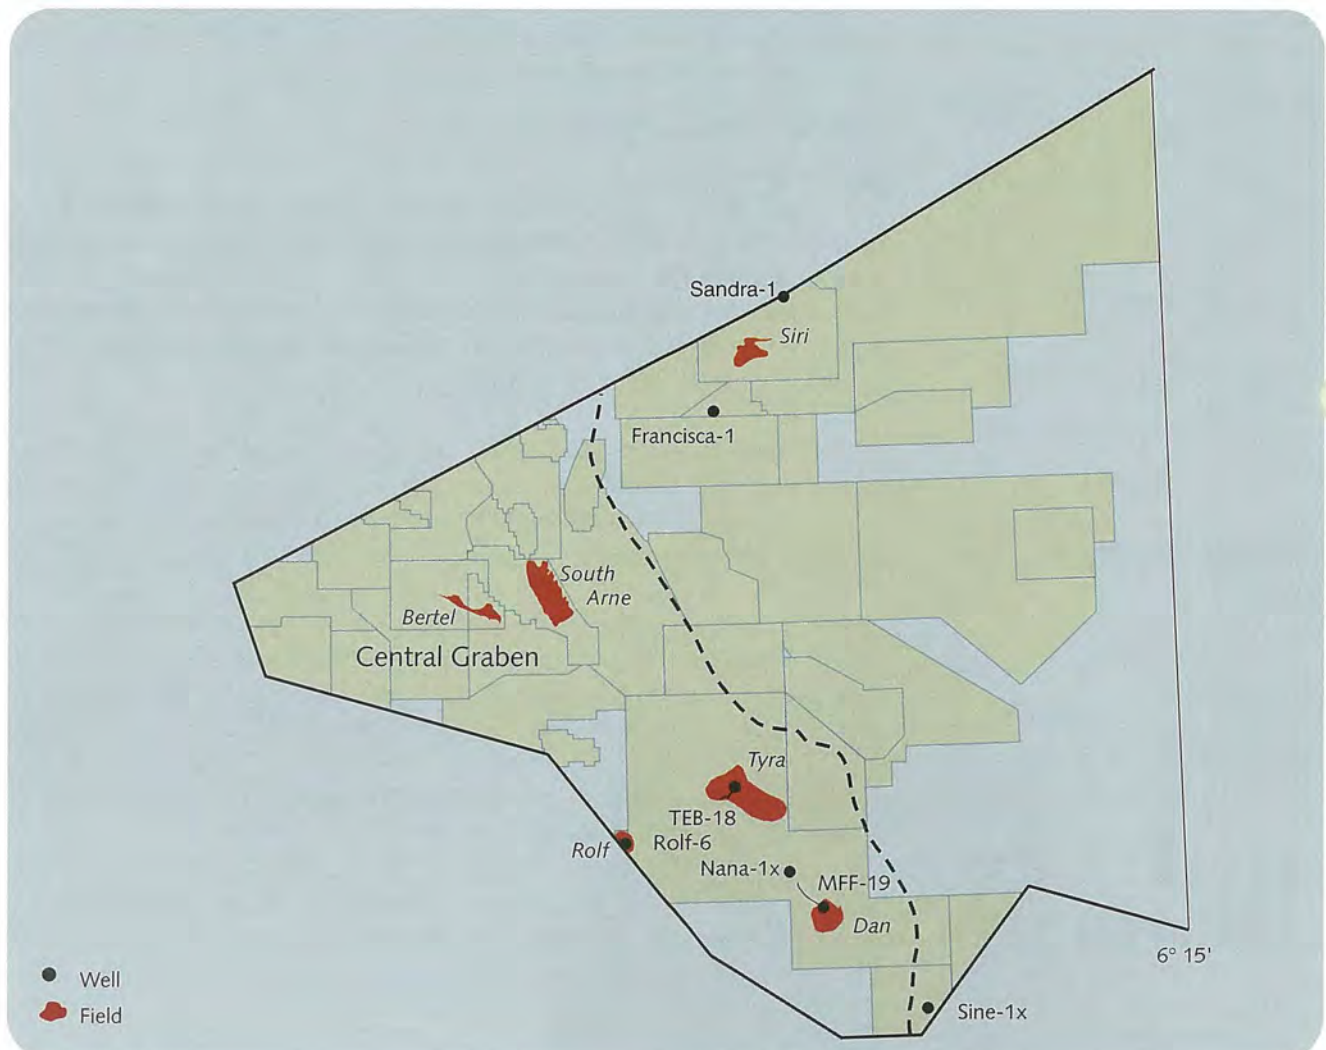 Sandra-1
Siri
Francisca-1
South
Arne
Bertel
Central Graben
Tyra
TEB-18
Rolf-6
Rolf
Nana-1x
MFF-19
Dan
6° 15'
Well
Sine-1x
Field